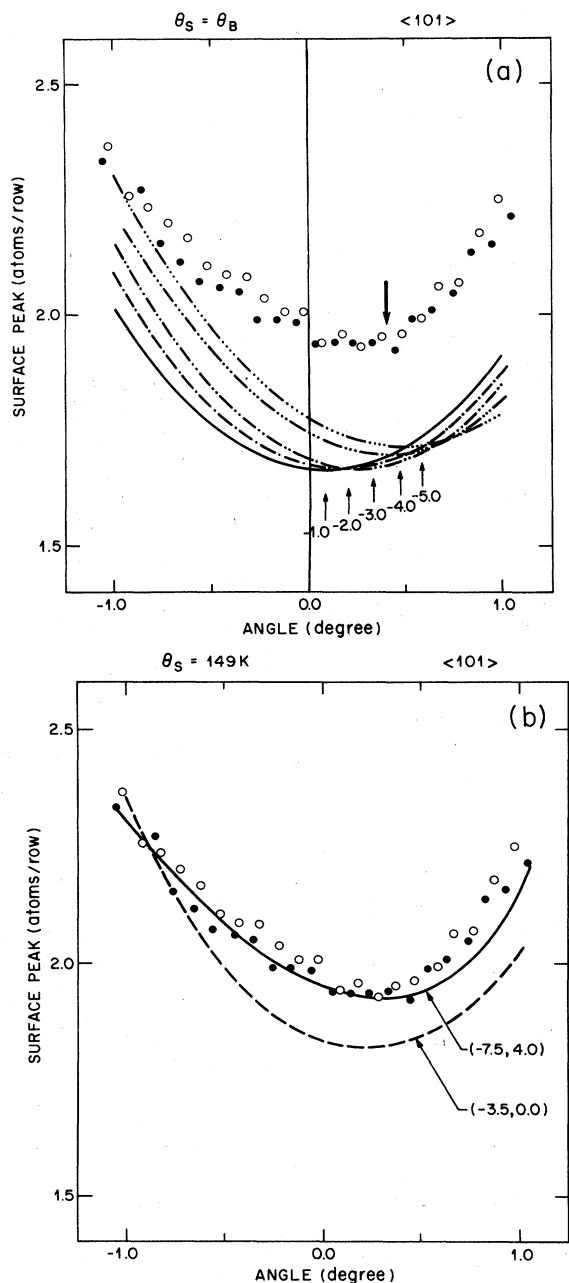 θS = θB <101>
(a)
2.5
2.0
1.5
SURFACE PEAK (atoms/row)
-1.0
-2.0
-3.0
-4.0
-5.0
-1.0 0.0 1.0
ANGLE (degree)
θS = 149K <101>
(b)
2.5
2.0
1.5
SURFACE PEAK (atoms/row)
(-7.5, 4.0)
(-3.5, 0.0)
-1.0 0.0 1.0
ANGLE (degree)